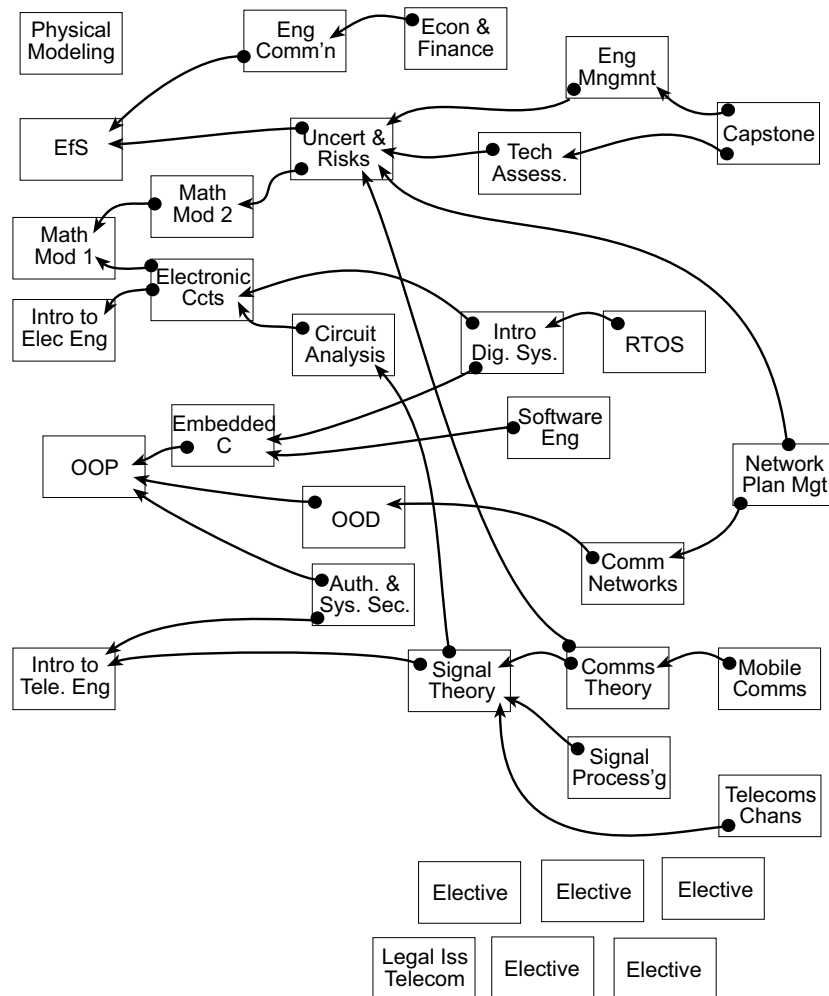 Physical
Modeling
Eng
Comm'n
Econ &
Finance
Eng
Mngmnt
EfS
Uncert &
Risks
Tech
Assess.
Capstone
Math
Mod 2
Math
Mod 1
Electronic
Ccts
Intro to
Elec Eng
Circuit
Analysis
Intro
Dig. Sys.
RTOS
Embedded
C
Software
Eng
OOP
Network
Plan Mgt
OOD
Comm
Networks
Auth. &
Sys. Sec.
Intro to
Tele. Eng
Signal
Theory
Comms
Theory
Mobile
Comms
Signal
Process'g
Telecoms
Chans
Elective
Elective
Elective
Legal Iss
Telecom
Elective
Elective